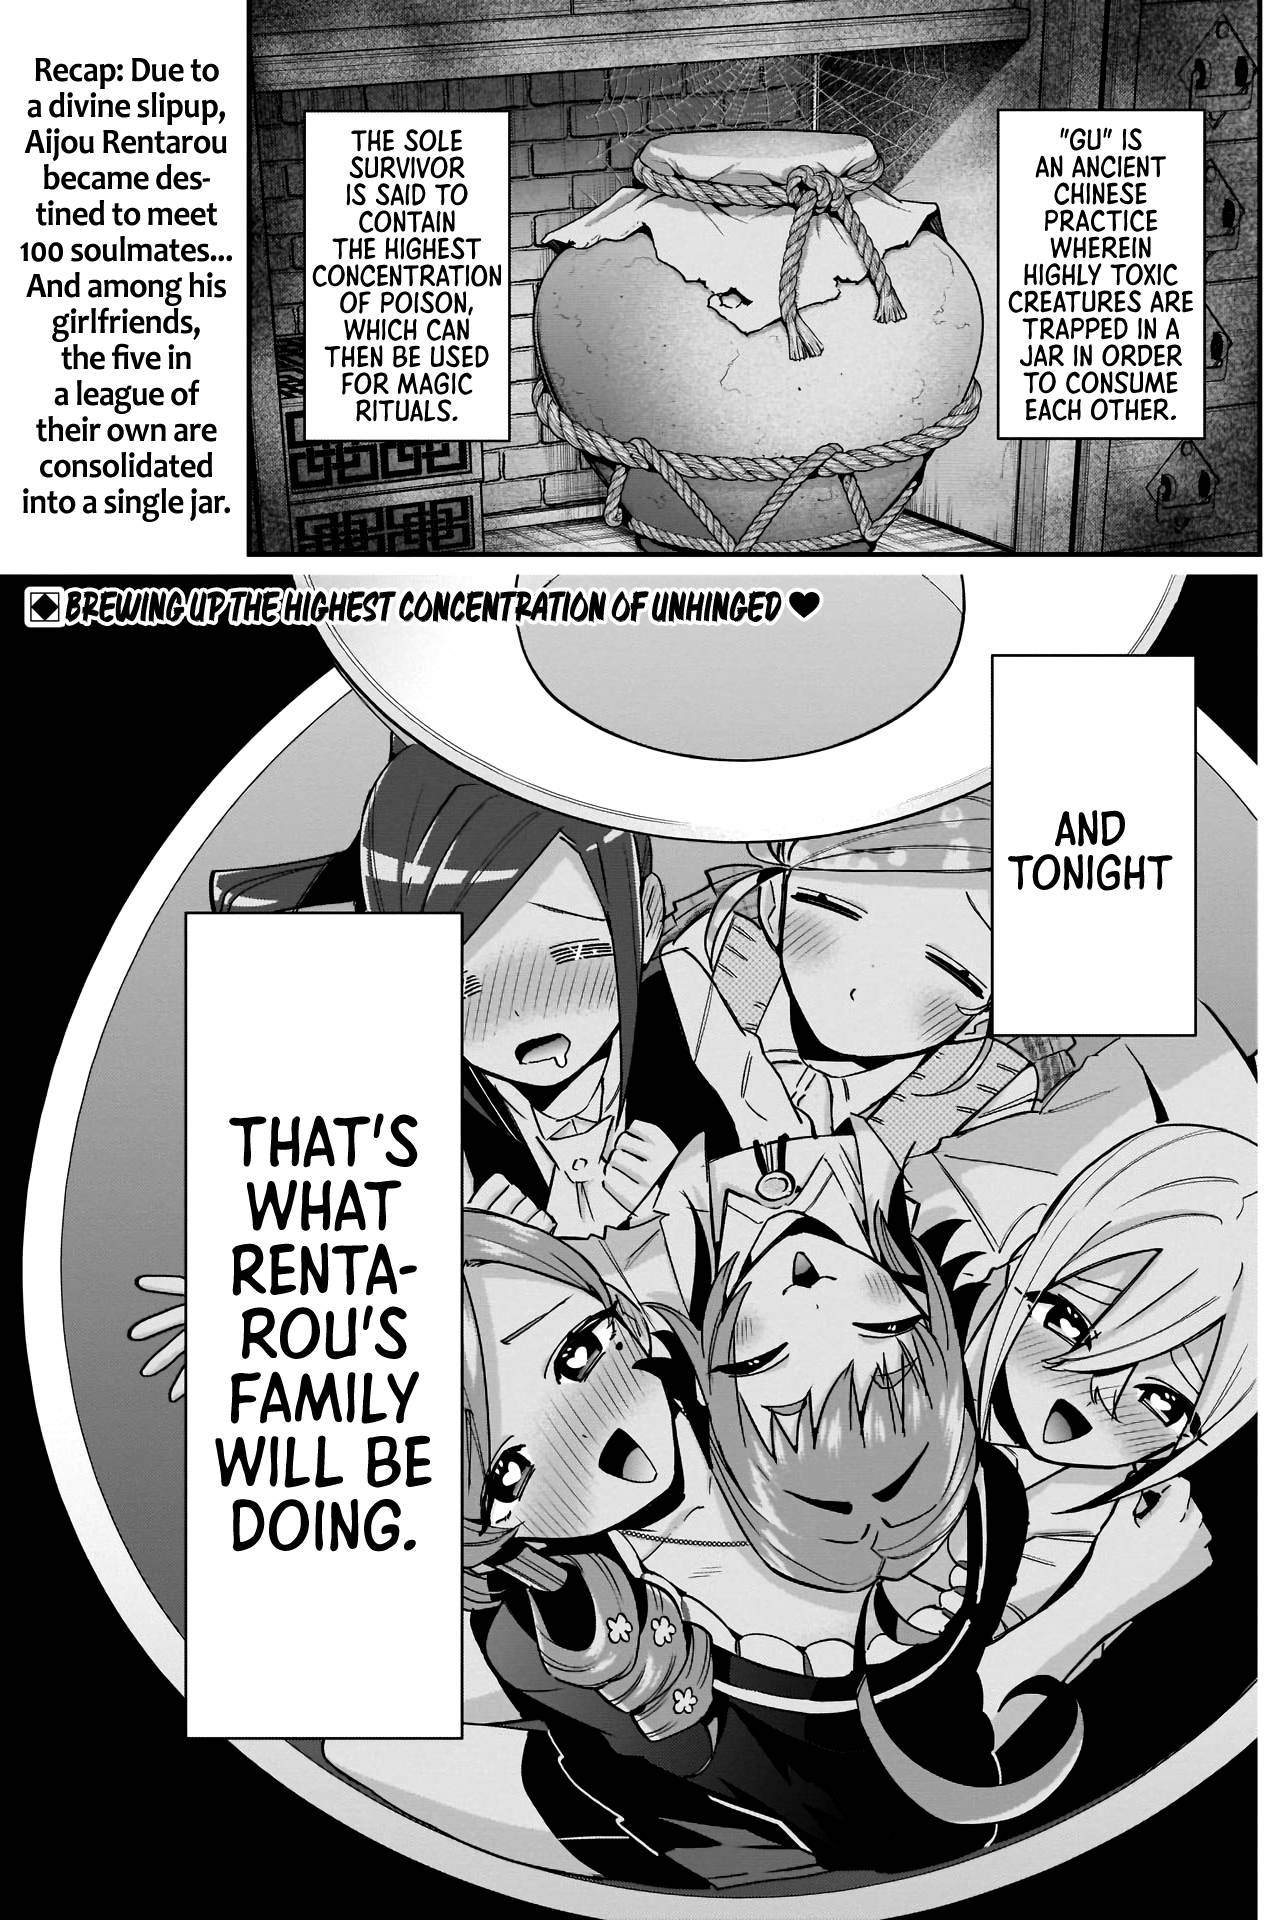 Recap: Due to
a divine slipup,
Aijou Rentarou
became des-
tined to meet
100 soulmates...
And among his
girlfriends,
the five in
a league of
their own are
consolidated
into a single jar.
"GU" IS
AN ANCIENT
CHINESE
PRACTICE
WHEREIN
HIGHLY TOXIC
CREATURES ARE
TRAPPED IN A
JAR IN ORDER
TO CONSUME
EACH OTHER.
THE SOLE
SURVIVOR
IS SAID TO
CONTAIN
THE HIGHEST
CONCENTRATION
OF POISON,
WHICH CAN
THEN BE USED
FOR MAGIC
RITUALS.
BREWING UP THE HIGHEST CONCENTRATION OF UNHINGED ♥
AND
TONIGHT
THAT'S
WHAT
RENTA-
ROU'S
FAMILY
WILL BE
DOING.